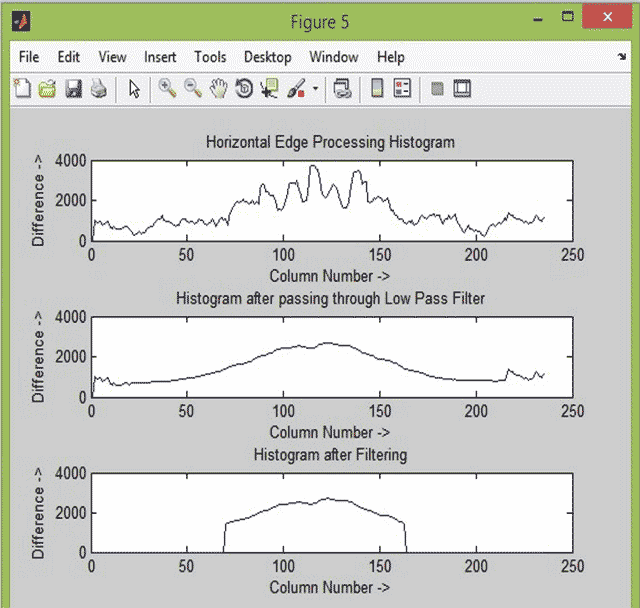 Figure 5
File Edit View Insert Tools Desktop Window Help
Horizontal Edge Processing Histogram
4000
2000
0
Difference ->
0 50 100 150 200 250
Column Number ->
Histogram after passing through Low Pass Filter
4000
2000
0
Difference ->
0 50 100 150 200 250
Column Number ->
Histogram after Filtering
4000
2000
0
Difference ->
0 50 100 150 200 250
Column Number ->